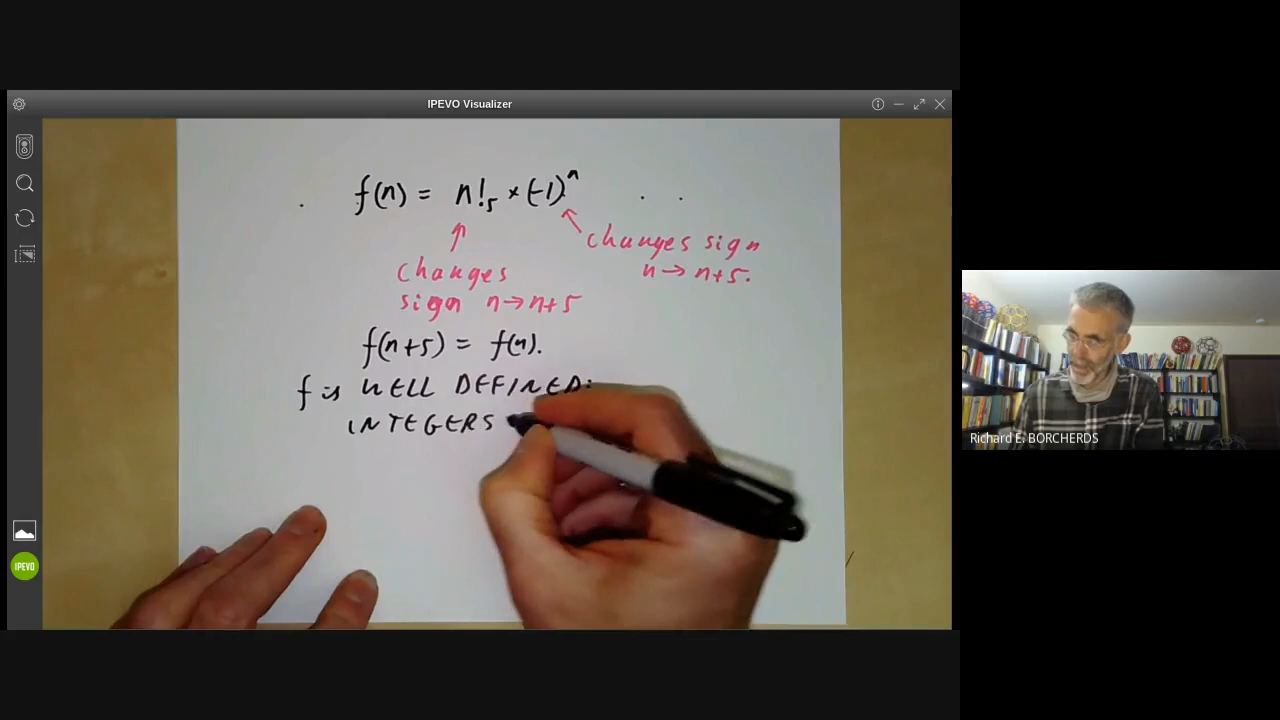 IPEVO Visualizer
f(n) = n!₅ × (-1)ⁿ
changes sign
n → n+5.
changes
sign n → n+5
f(n+5) = f(n).
f is WELL DEFINED:
INTEGERS
IPEVO
Richard E. BORCHERDS